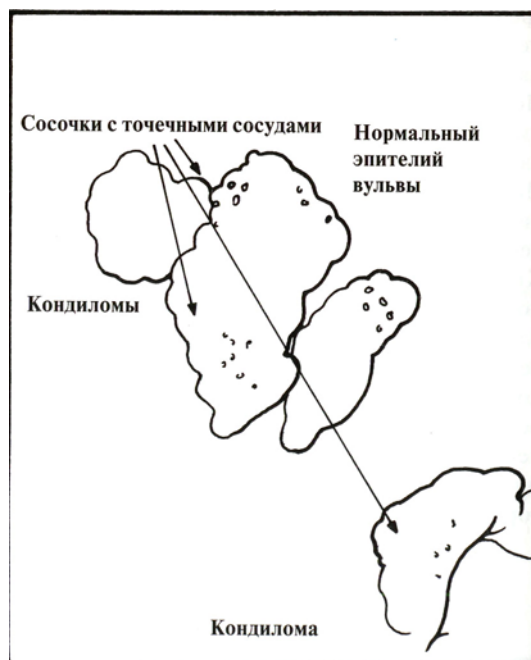 Сосочки с точечными сосудами
Нормальный
эпителий
вульвы
Кондиломы
Кондилома